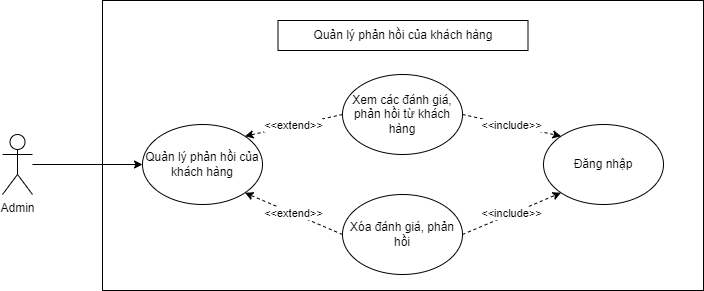 Quản lý phản hồi của khách hàng
Xem các đánh giá,
phản hồi từ khách
hàng
<<extend>>
<<include>>
Quản lý phản hồi của
khách hàng
Đăng nhập
Admin
<<extend>>
<<include>>
Xóa đánh giá, phản
hồi